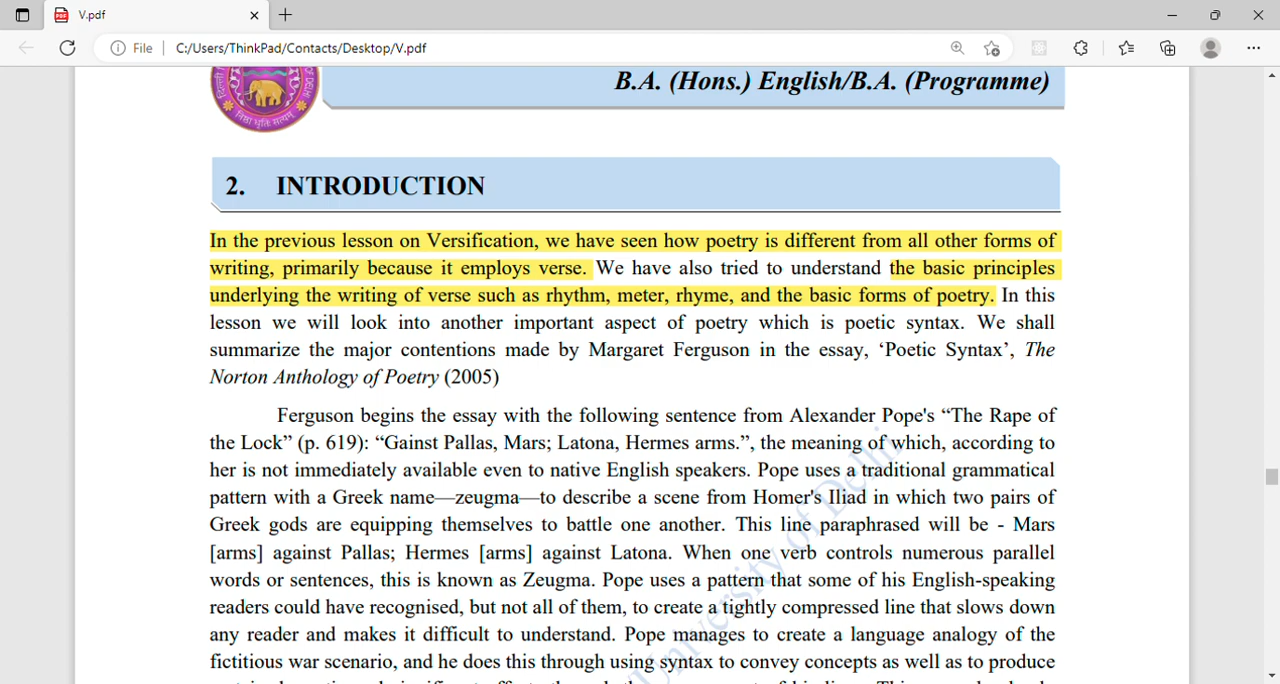 V.pdf
File
C:/Users/ThinkPad/Contacts/Desktop/V.pdf
B.A. (Hons.) English/B.A. (Programme)
2. INTRODUCTION
In the previous lesson on Versification, we have seen how poetry is different from all other forms of
writing, primarily because it employs verse. We have also tried to understand the basic principles
underlying the writing of verse such as rhythm, meter, rhyme, and the basic forms of poetry. In this
lesson we will look into another important aspect of poetry which is poetic syntax. We shall
summarize the major contentions made by Margaret Ferguson in the essay, ‘Poetic Syntax’, The
Norton Anthology of Poetry (2005)
Ferguson begins the essay with the following sentence from Alexander Pope's “The Rape of
the Lock” (p. 619): “Gainst Pallas, Mars; Latona, Hermes arms.”, the meaning of which, according to
her is not immediately available even to native English speakers. Pope uses a traditional grammatical
pattern with a Greek name—zeugma—to describe a scene from Homer's Iliad in which two pairs of
Greek gods are equipping themselves to battle one another. This line paraphrased will be - Mars
[arms] against Pallas; Hermes [arms] against Latona. When one verb controls numerous parallel
words or sentences, this is known as Zeugma. Pope uses a pattern that some of his English-speaking
readers could have recognised, but not all of them, to create a tightly compressed line that slows down
any reader and makes it difficult to understand. Pope manages to create a language analogy of the
fictitious war scenario, and he does this through using syntax to convey concepts as well as to produce
University of Delhi